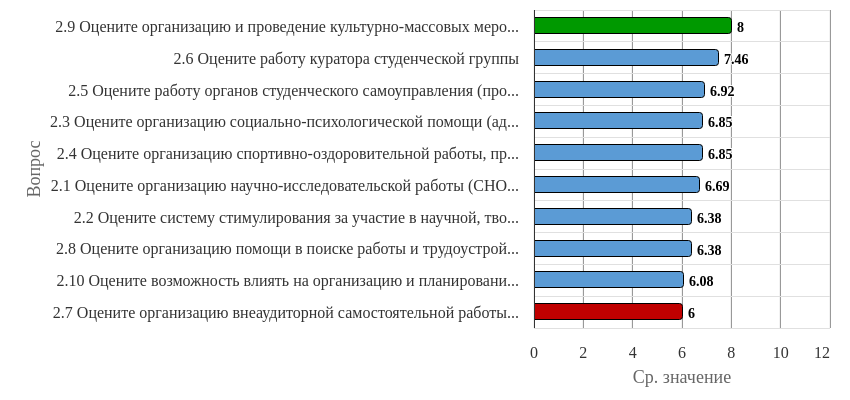 2.9 Оцените организацию и проведение культурно-массовых меро... 8
2.6 Оцените работу куратора студенческой группы 7.46
2.5 Оцените работу органов студенческого самоуправления (про... 6.92
2.3 Оцените организацию социально-психологической помощи (ад... 6.85
2.4 Оцените организацию спортивно-оздоровительной работы, пр... 6.85
2.1 Оцените организацию научно-исследовательской работы (СНО... 6.69
2.2 Оцените систему стимулирования за участие в научной, тво... 6.38
2.8 Оцените организацию помощи в поиске работы и трудоустрой... 6.38
2.10 Оцените возможность влиять на организацию и планировани... 6.08
2.7 Оцените организацию внеаудиторной самостоятельной работы... 6
Вопрос
0 2 4 6 8 10 12
Ср. значение